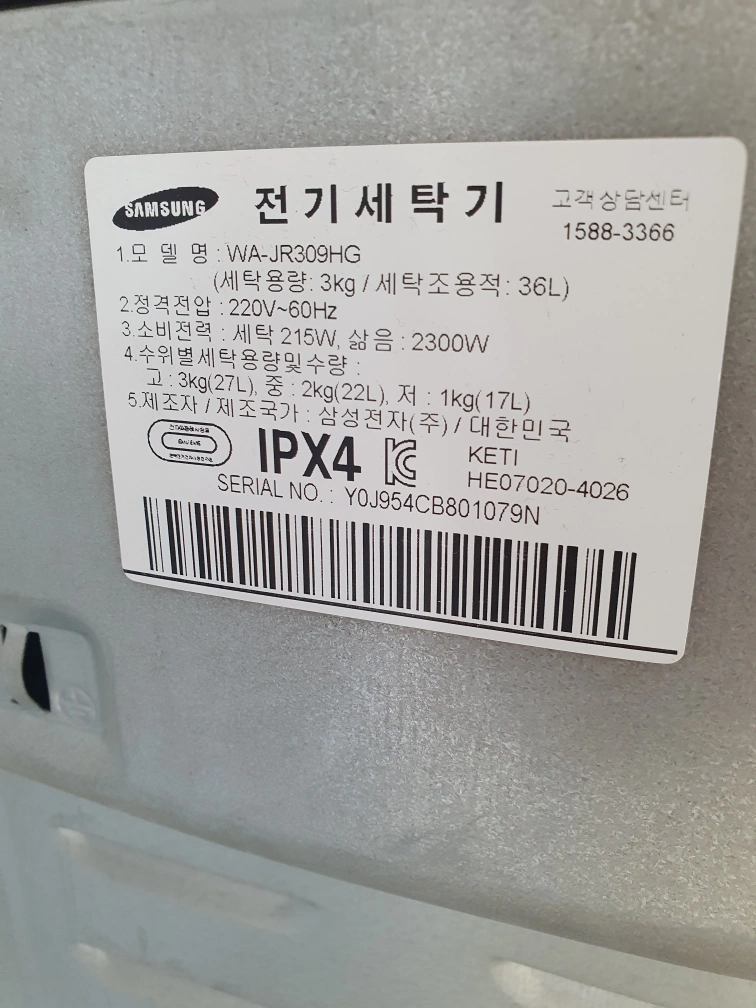 SAMSUNG 전기세탁기 고객상담센터
1588-3366
1.모 델 명 : WA-JR309HG
(세탁용량: 3kg / 세탁조용적: 36L)
2.정격전압 : 220V~60Hz
3.소비전력 : 세탁 215W, 삶음 : 2300W
4.수위별세탁용량및수량 :
고 : 3kg(27L), 중 : 2kg(22L), 저 : 1kg(17L)
5.제조자 / 제조국가 : 삼성전자(주) / 대한민국
IPX4 KETI
HE07020-4026
SERIAL NO. : Y0J954CB801079N